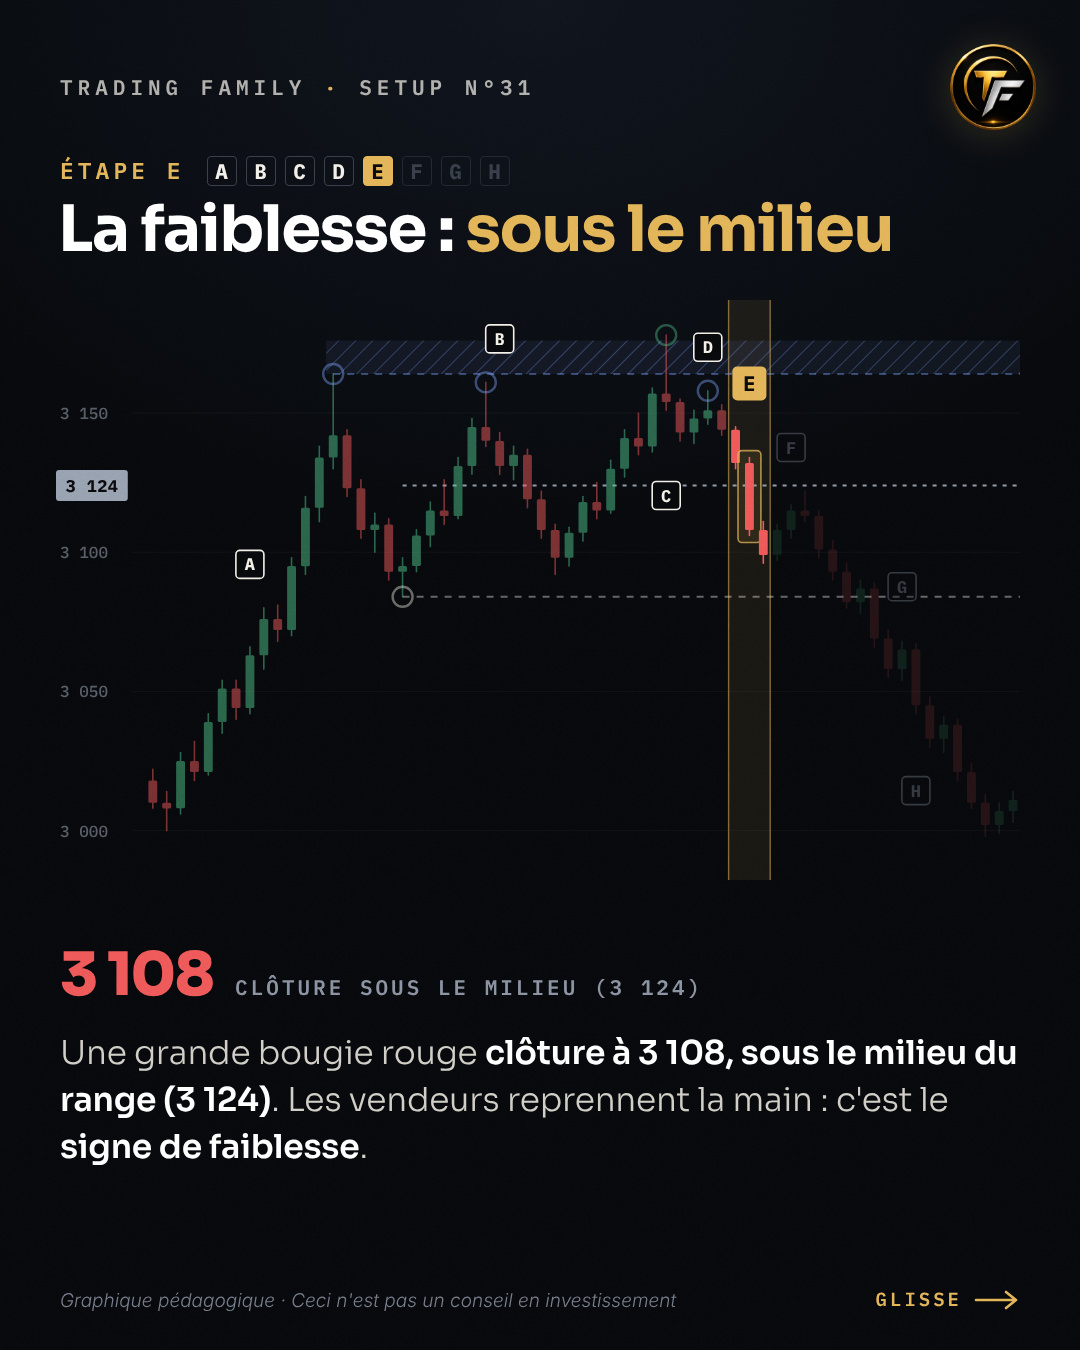 TRADING FAMILY · SETUP N°31
TF
ÉTAPE E A B C D E F G H
La faiblesse : sous le milieu
B
D
E
3 150
F
3 124
C
3 100
A
G
3 050
H
3 000
3 108 CLÔTURE SOUS LE MILIEU (3 124)
Une grande bougie rouge clôture à 3 108, sous le milieu du
range (3 124). Les vendeurs reprennent la main : c'est le
signe de faiblesse.
Graphique pédagogique · Ceci n'est pas un conseil en investissement
GLISSE